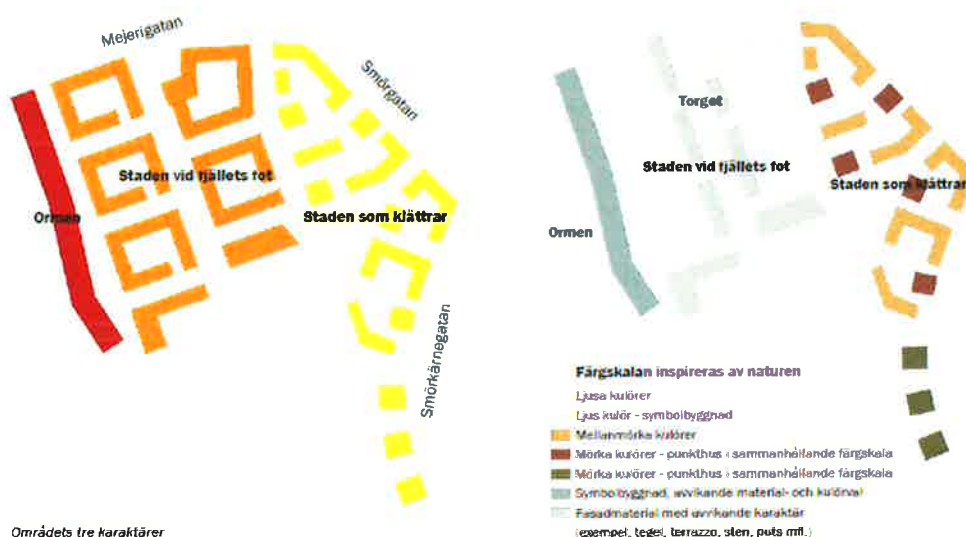 Mejerigatan
Smörgatan
Staden vid fjällets fot
Ormen
Staden som klättrar
Smörkärnegatan
Områdets tre karaktärer
Torget
Staden vid fjällets fot
Staden som klättrar
Ormen
Färgskalan inspireras av naturen
Ljusa kulörer
Ljus kulör - symbolbyggnad
Mellanmörka kulörer
Mörka kulörer - punkthus i sammanhållande färgskala
Mörka kulörer - punkthus i sammanhållande färgskala
Symbolbyggnad, avvikande material- och kulörval
Fasadmaterial med avvikande karaktär
(exempel, tegel, terrazzo, sten, puts mfl.)